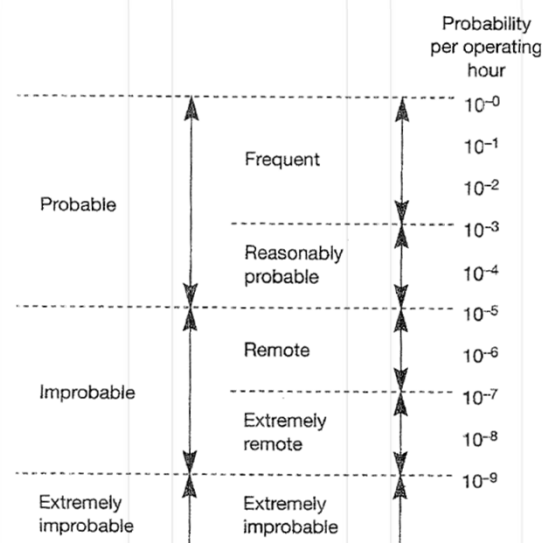 Probability
per operating
hour
10⁻⁰
10⁻¹
Frequent
10⁻²
Probable
10⁻³
Reasonably
probable
10⁻⁴
10⁻⁵
Remote
10⁻⁶
Improbable
10⁻⁷
Extremely
remote
10⁻⁸
10⁻⁹
Extremely
improbable
Extremely
improbable